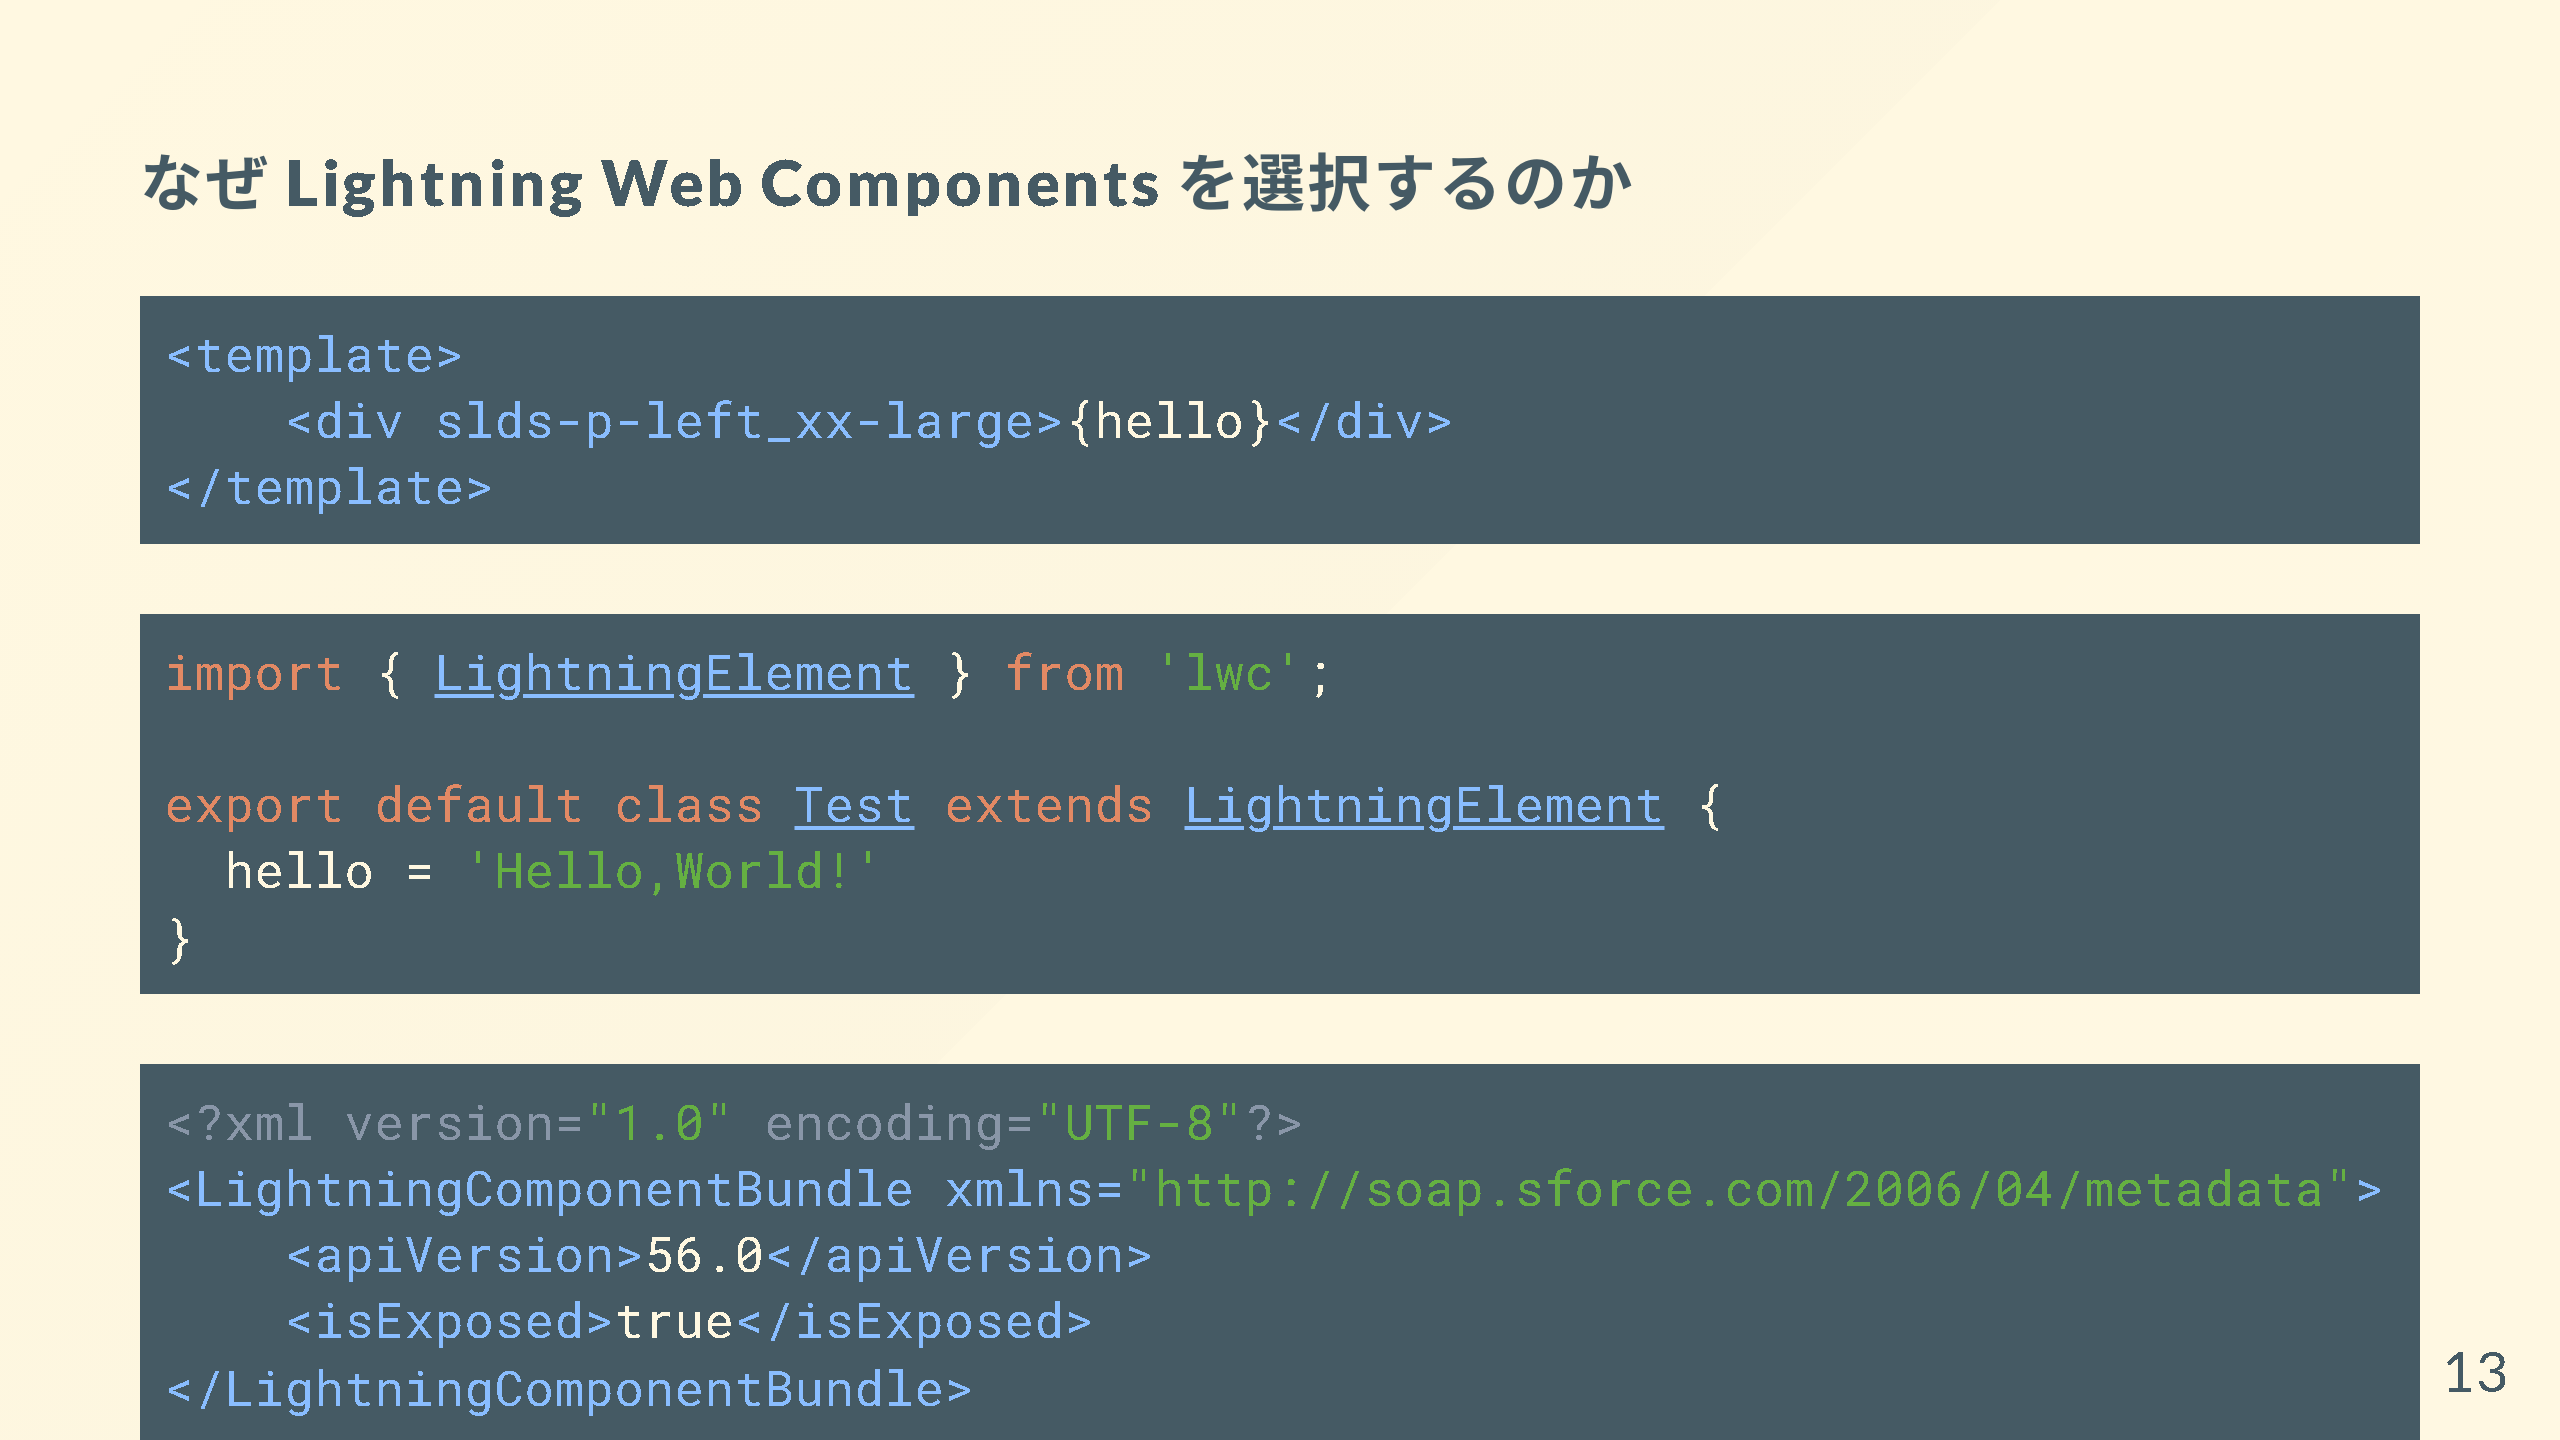 なぜ Lightning Web Components を選択するのか
<template>
    <div slds-p-left_xx-large>{hello}</div>
</template>
import { LightningElement } from 'lwc';

export default class Test extends LightningElement {
  hello = 'Hello,World!'
}
<?xml version="1.0" encoding="UTF-8"?>
<LightningComponentBundle xmlns="http://soap.sforce.com/2006/04/metadata">
    <apiVersion>56.0</apiVersion>
    <isExposed>true</isExposed>
</LightningComponentBundle>
13